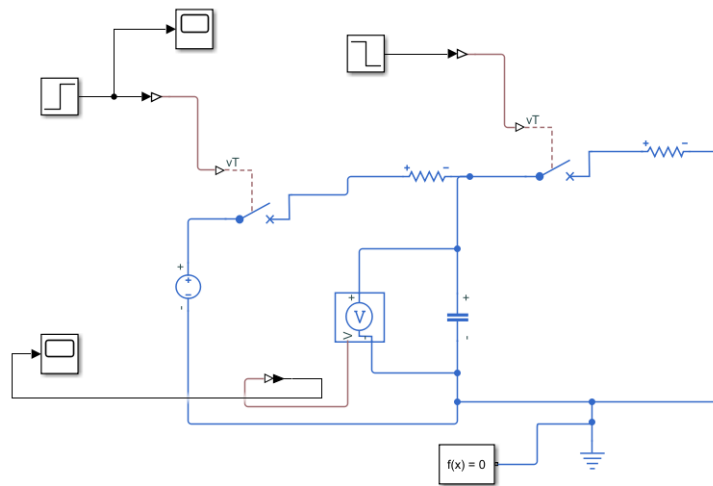 vT
vT
+ -
+ -
+
-
+
-
+
V
-
V
+
-
f(x) = 0